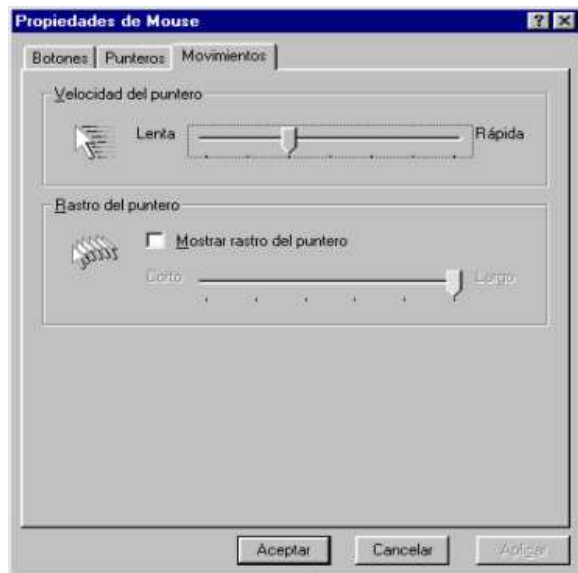 Propiedades de Mouse
Botones Punteros Movimientos
Velocidad del puntero
Lenta Rápida
Rastro del puntero
Mostrar rastro del puntero
Corto Largo
Aceptar Cancelar Aplicar